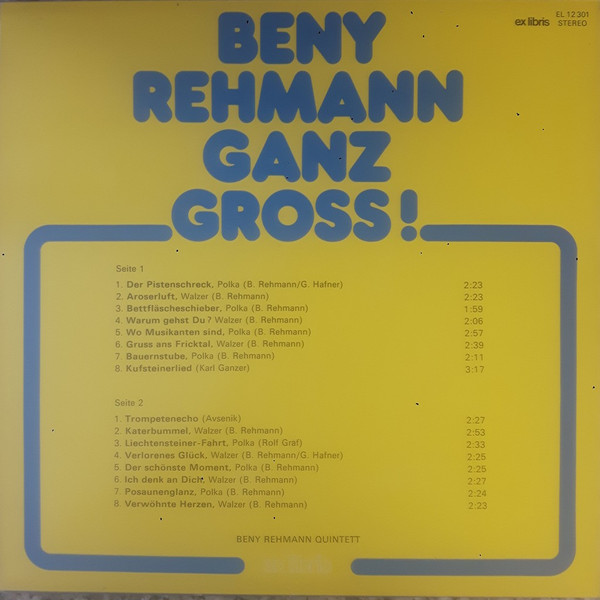 ex libris EL 12 301
STEREO
BENY
REHMANN
GANZ
GROSS!
Seite 1
1. Der Pistenschreck, Polka (B. Rehmann/G. Hafner) 2:23
2. Aroserluft, Walzer (B. Rehmann) 2:23
3. Bettfläscheschieber, Polka (B. Rehmann) 1:59
4. Warum gehst Du? Walzer (B. Rehmann) 2:06
5. Wo Musikanten sind, Polka (B. Rehmann) 2:57
6. Gruss ans Fricktal, Walzer (B. Rehmann) 2:39
7. Bauernstube, Polka (B. Rehmann) 2:11
8. Kufsteinerlied (Karl Ganzer) 3:17
Seite 2
1. Trompetenecho (Avsenik) 2:27
2. Katerbummel, Walzer (B. Rehmann) 2:53
3. Liechtensteiner-Fahrt, Polka (Rolf Graf) 2:33
4. Verlorenes Glück, Walzer (B. Rehmann/G. Hafner) 2:25
5. Der schönste Moment, Polka (B. Rehmann) 2:25
6. Ich denk an Dich, Walzer (B. Rehmann) 2:27
7. Posaunenglanz, Polka (B. Rehmann) 2:24
8. Verwöhnte Herzen, Walzer (B. Rehmann) 2:23
BENY REHMANN QUINTETT
ex libris